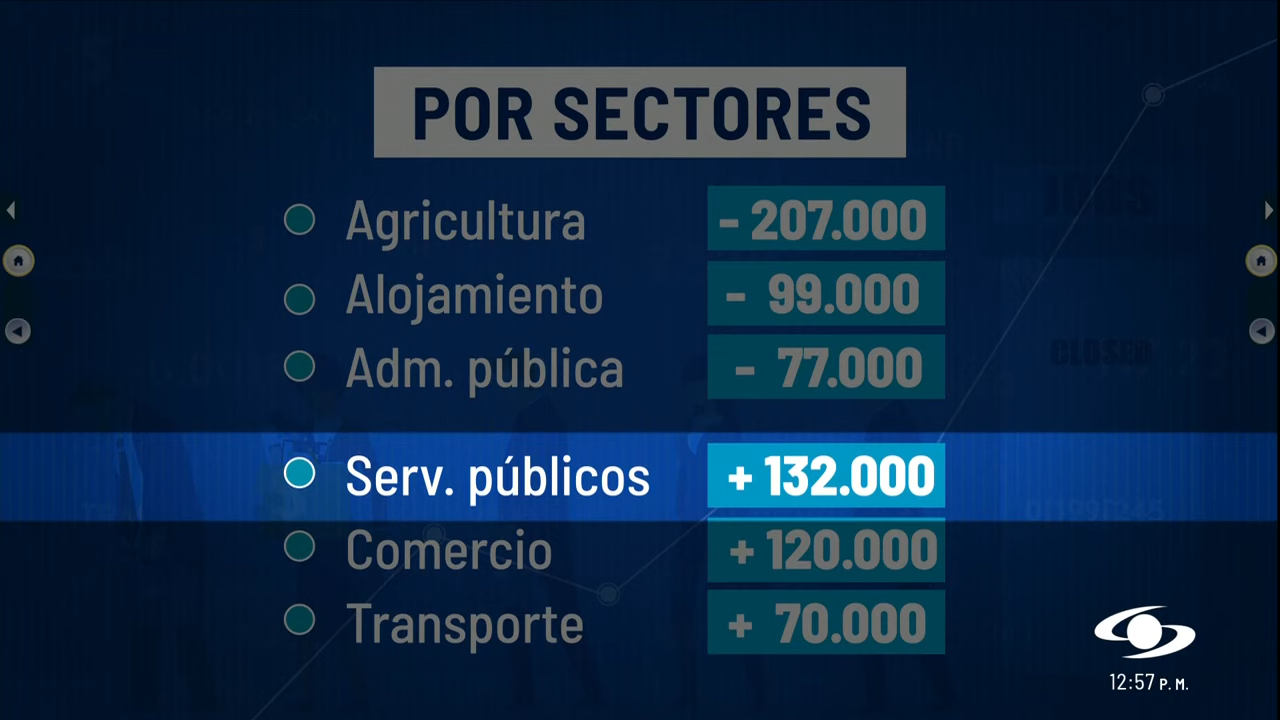 POR SECTORES
Agricultura - 207.000
Alojamiento - 99.000
Adm. pública - 77.000
Serv. públicos + 132.000
Comercio + 120.000
Transporte + 70.000
CLOSED
12:57 P. M.